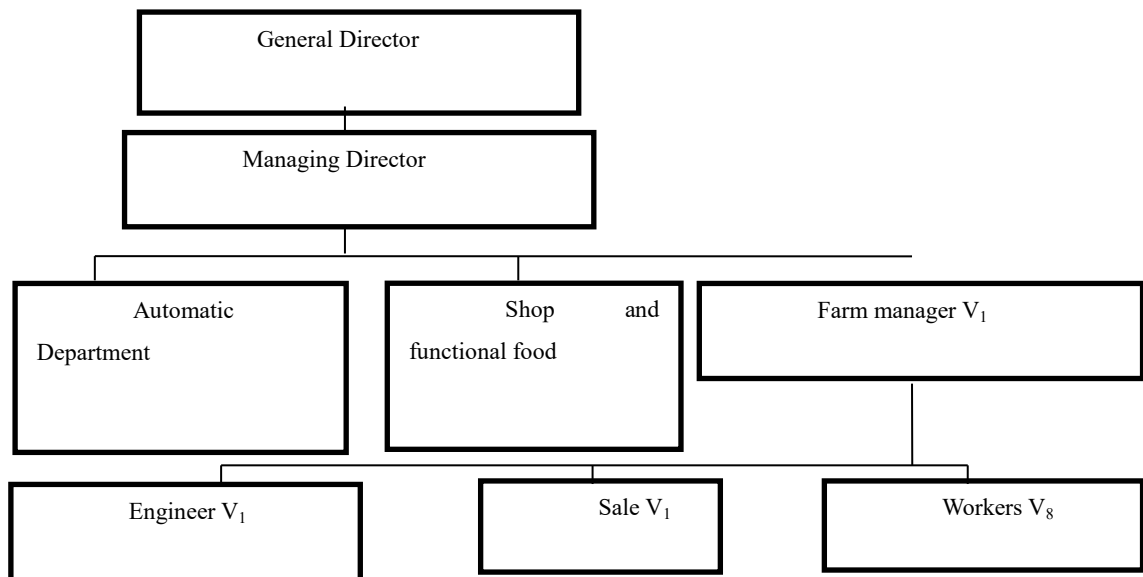 General Director
Managing Director
Automatic
Department
Shop and
functional food
Farm manager V₁
Engineer V₁
Sale V₁
Workers V₈